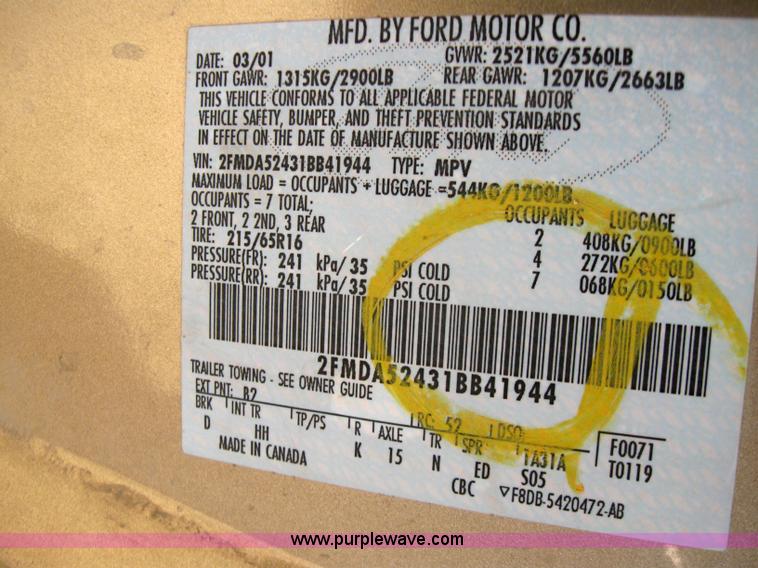 MFD. BY FORD MOTOR CO.
DATE: 03/01 GVWR: 2521KG/5560LB
FRONT GAWR: 1315KG/2900LB REAR GAWR: 1207KG/2663LB
THIS VEHICLE CONFORMS TO ALL APPLICABLE FEDERAL MOTOR
VEHICLE SAFETY, BUMPER, AND THEFT PREVENTION STANDARDS
IN EFFECT ON THE DATE OF MANUFACTURE SHOWN ABOVE.
VIN: 2FMDA52431BB41944 TYPE: MPV
MAXIMUM LOAD = OCCUPANTS + LUGGAGE =544KG/1200LB
OCCUPANTS = 7 TOTAL; OCCUPANTS LUGGAGE
2 FRONT, 2 2ND, 3 REAR 2 408KG/0900LB
TIRE: 215/65R16 4 272KG/0600LB
PRESSURE(FR): 241 kPa/35 PSI COLD 7 068KG/0150LB
PRESSURE(RR): 241 kPa/35 PSI COLD
2FMDA52431BB41944
TRAILER TOWING - SEE OWNER GUIDE
EXT PNT: B2 RC: 52 DSO:
BRK INT TR TP/PS R AXLE TR SPR 1A31A F0071
D HH K 15 N ED S05 T0119
MADE IN CANADA CBC ▽F8DB-5420472-AB
www.purplewave.com